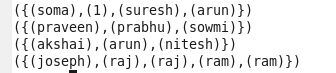 ({(soma),(1),(suresh),(arun)})
({(praveen),(prabhu),(sowmi)})
({(akshai),(arun),(nitesh)})
({(joseph),(raj),(raj),(ram),(ram)})